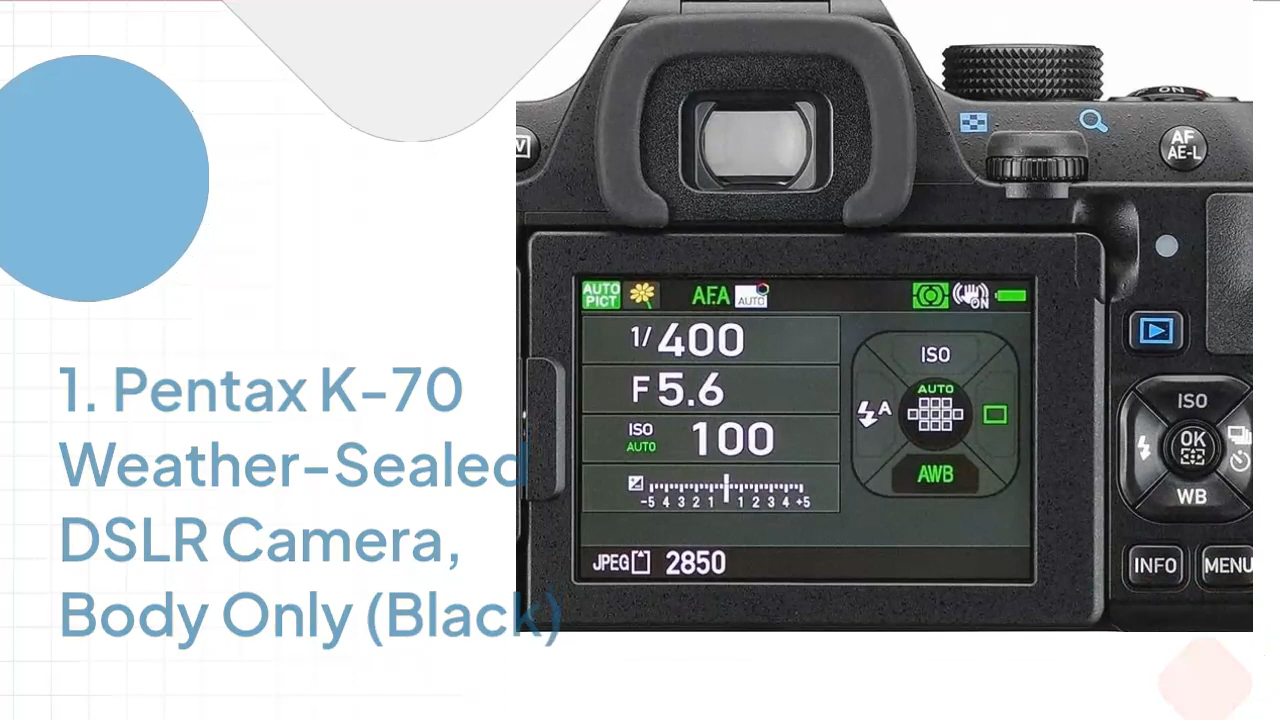 1. Pentax K-70
Weather-Sealed
DSLR Camera,
Body Only (Black)
ON
AF
AE-L
AUTO
PICT
AF.A
AUTO
ON
1/400
F5.6
ISO
AUTO
100
-5 4 3 2 1 1 2 3 4 +5
JPEG 2850
ISO
AUTO
A
AWB
ISO
OK
WB
INFO
MENU